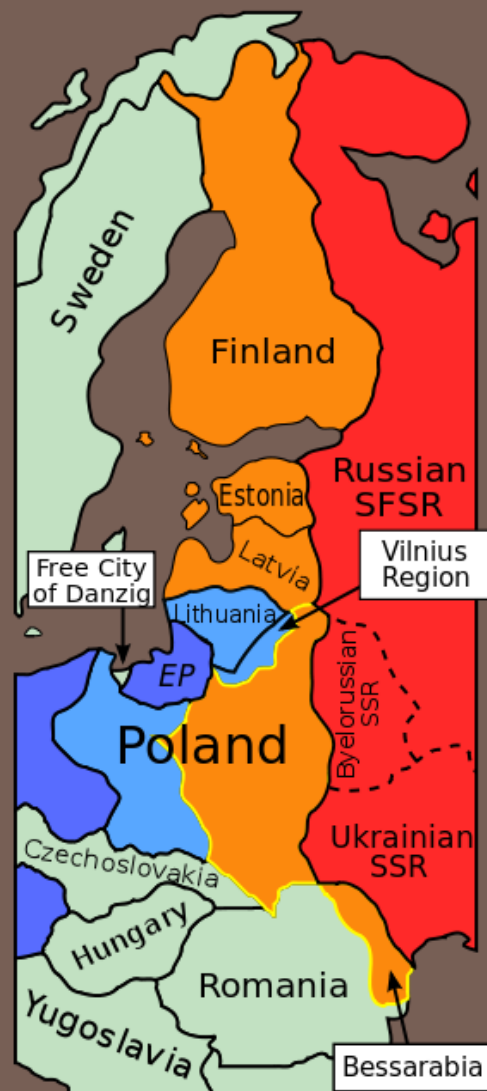 Sweden
Finland
Russian
SFSR
Estonia
Latvia
Vilnius
Region
Free City
of Danzig
Lithuania
EP
Byelorussian
SSR
Poland
Ukrainian
SSR
Czechoslovakia
Hungary
Romania
Yugoslavia
Bessarabia